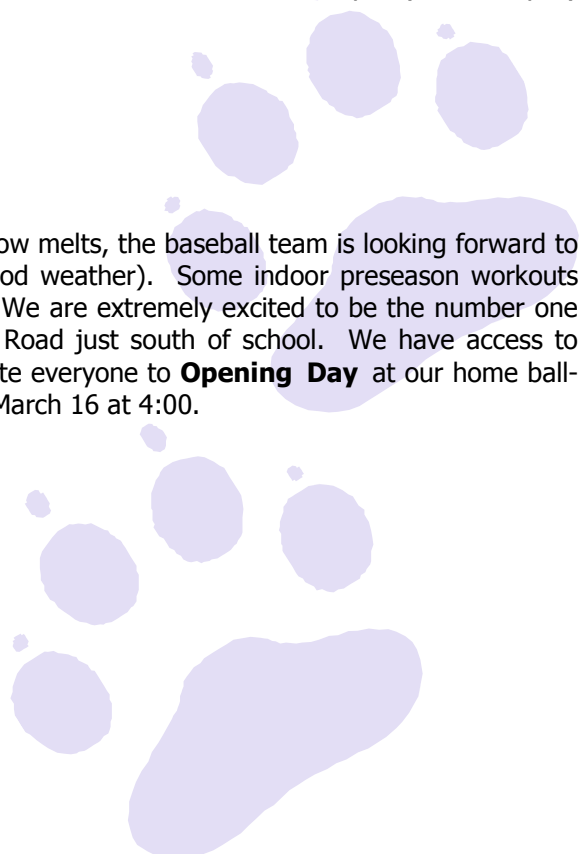 ow melts, the baseball team is looking forward to
od weather). Some indoor preseason workouts
We are extremely excited to be the number one
Road just south of school. We have access to
te everyone to Opening Day at our home ball-
March 16 at 4:00.